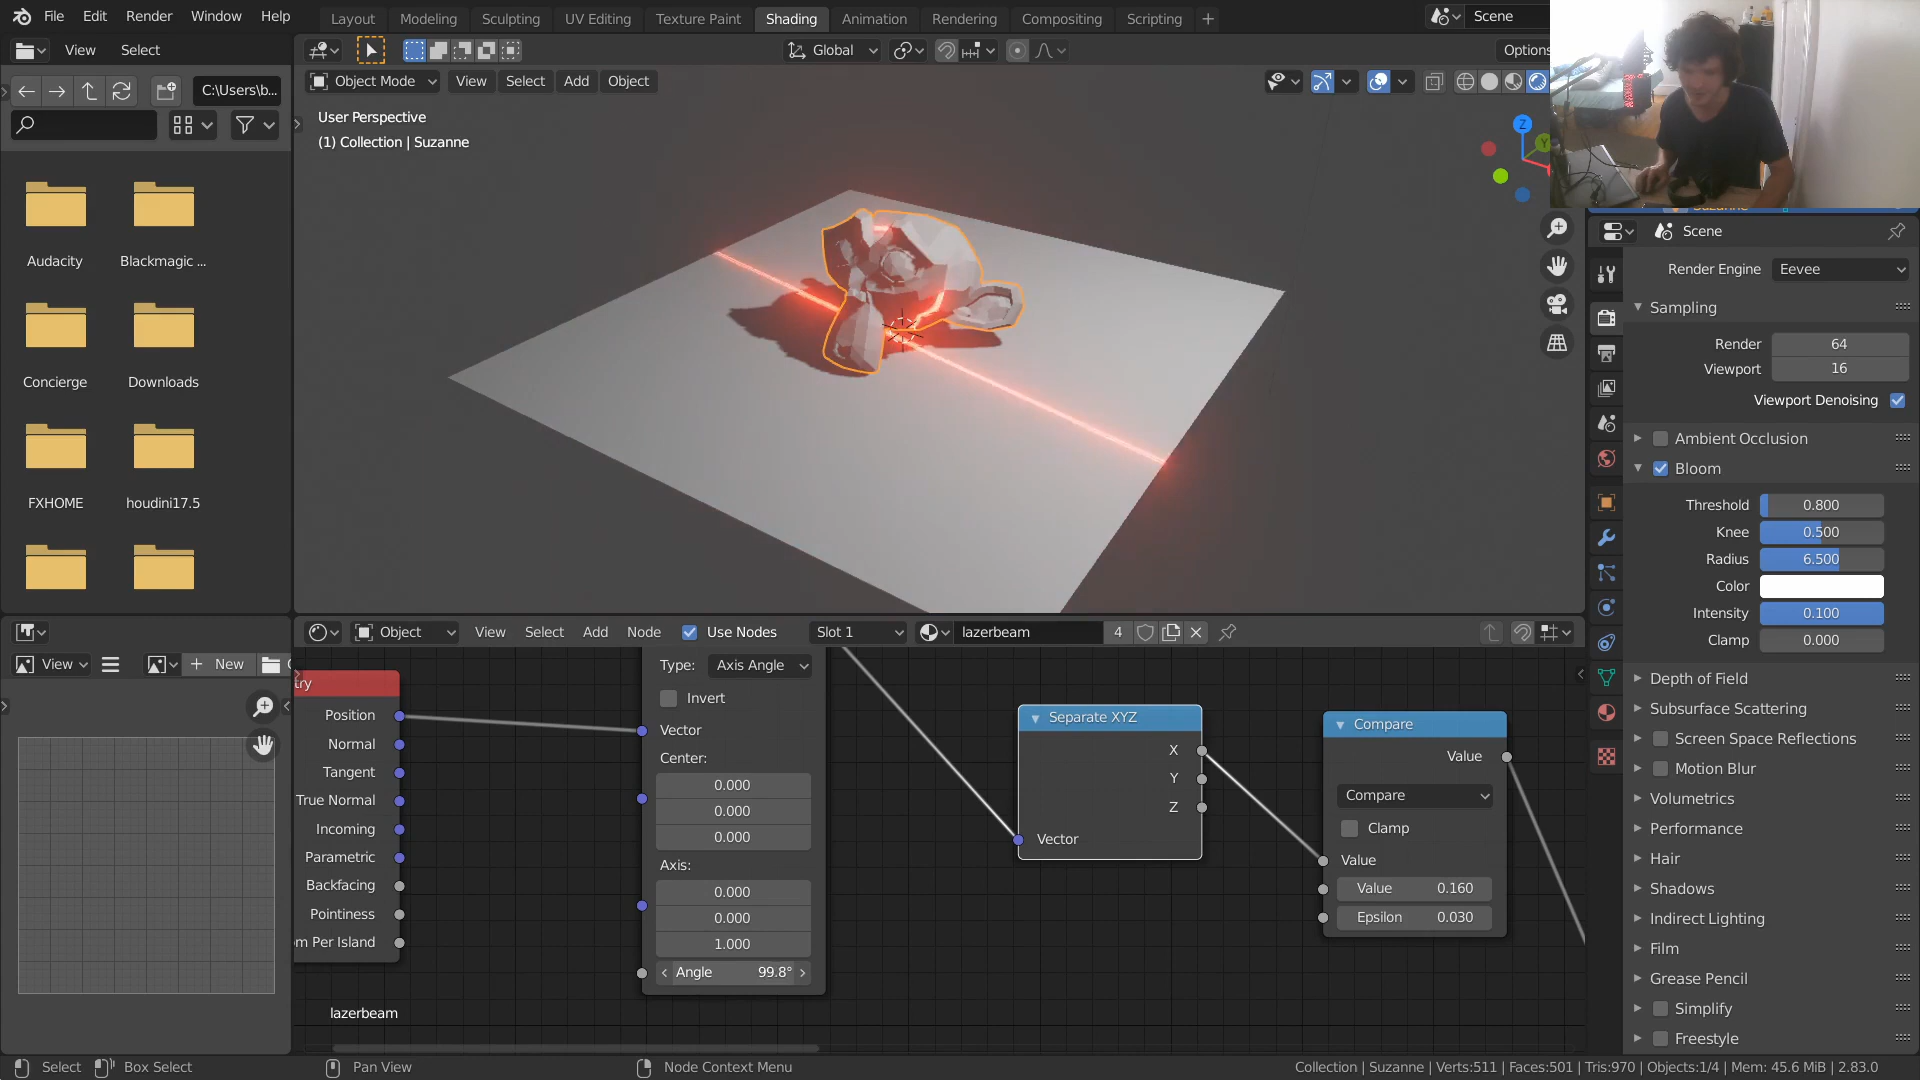 File Edit Render Window Help
Layout Modeling Sculpting UV Editing Texture Paint Shading Animation Rendering Compositing Scripting +
Scene
View Select
Global
Options
C:\Users\b...
Object Mode View Select Add Object
User Perspective
(1) Collection | Suzanne
Z
Y
Audacity
Blackmagic ...
Concierge
Downloads
FXHOME
houdini17.5
Scene
Render Engine Eevee
Sampling
Render 64
Viewport 16
Viewport Denoising
Ambient Occlusion
Bloom
Threshold 0.800
Knee 0.500
Radius 6.500
Color
Intensity 0.100
Clamp 0.000
Depth of Field
Subsurface Scattering
Screen Space Reflections
Motion Blur
Volumetrics
Performance
Hair
Shadows
Indirect Lighting
Film
Grease Pencil
Simplify
Freestyle
Object View Select Add Node Use Nodes Slot 1 lazerbeam 4
View + New
try
Position
Normal
Tangent
True Normal
Incoming
Parametric
Backfacing
Pointiness
m Per Island
Type: Axis Angle
Invert
Vector
Center:
0.000
0.000
0.000
Axis:
0.000
0.000
1.000
Angle 99.8°
Separate XYZ
X
Y
Z
Vector
Compare
Value
Compare
Clamp
Value
Value 0.160
Epsilon 0.030
lazerbeam
Select Box Select Pan View Node Context Menu
Collection | Suzanne | Verts:511 | Faces:501 | Tris:970 | Objects:1/4 | Mem: 45.6 MiB | 2.83.0